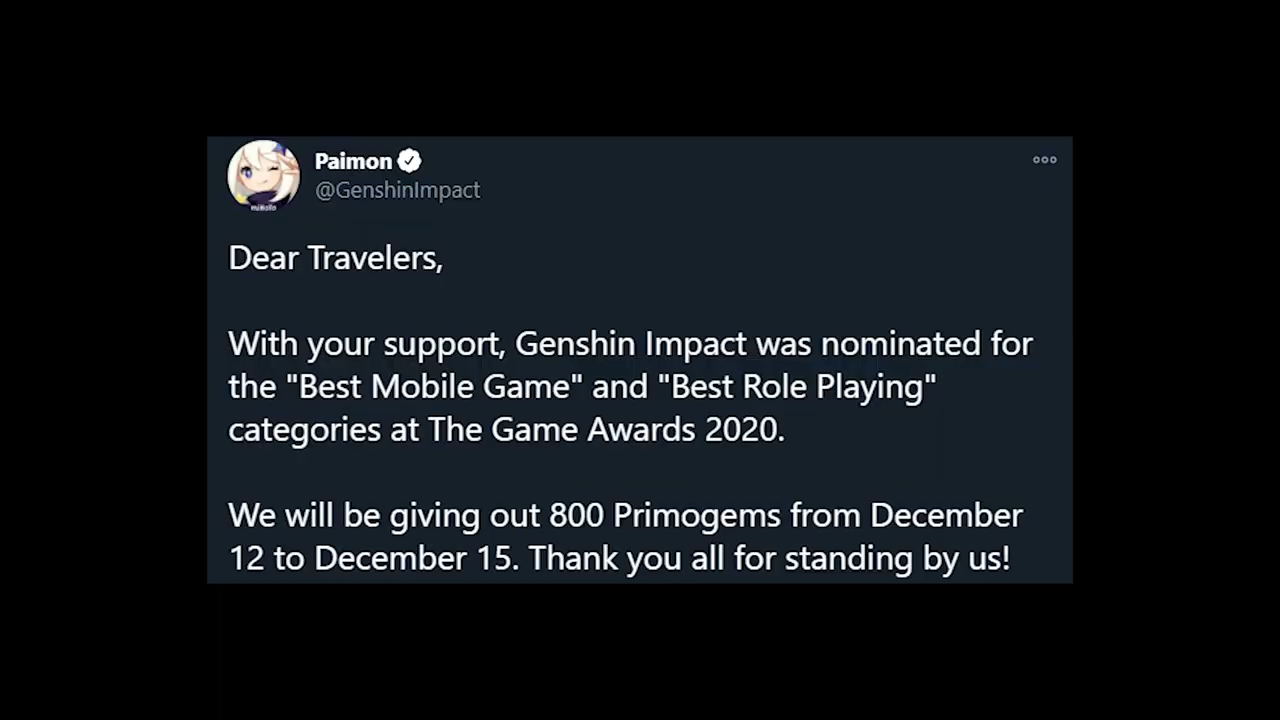 Paimon
@GenshinImpact
Dear Travelers,
With your support, Genshin Impact was nominated for
the "Best Mobile Game" and "Best Role Playing"
categories at The Game Awards 2020.
We will be giving out 800 Primogems from December
12 to December 15. Thank you all for standing by us!